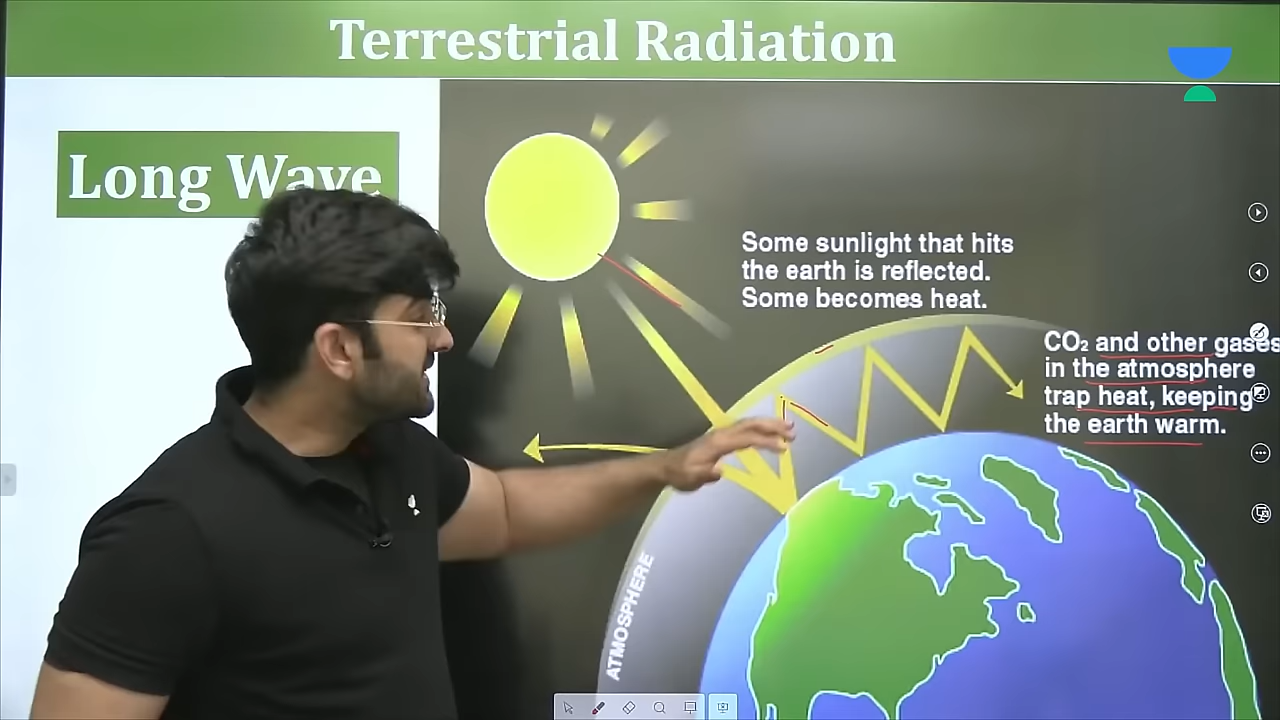 Terrestrial Radiation
Long Wave
Some sunlight that hits
the earth is reflected.
Some becomes heat.
CO₂ and other gases
in the atmosphere
trap heat, keeping
the earth warm.
ATMOSPHERE